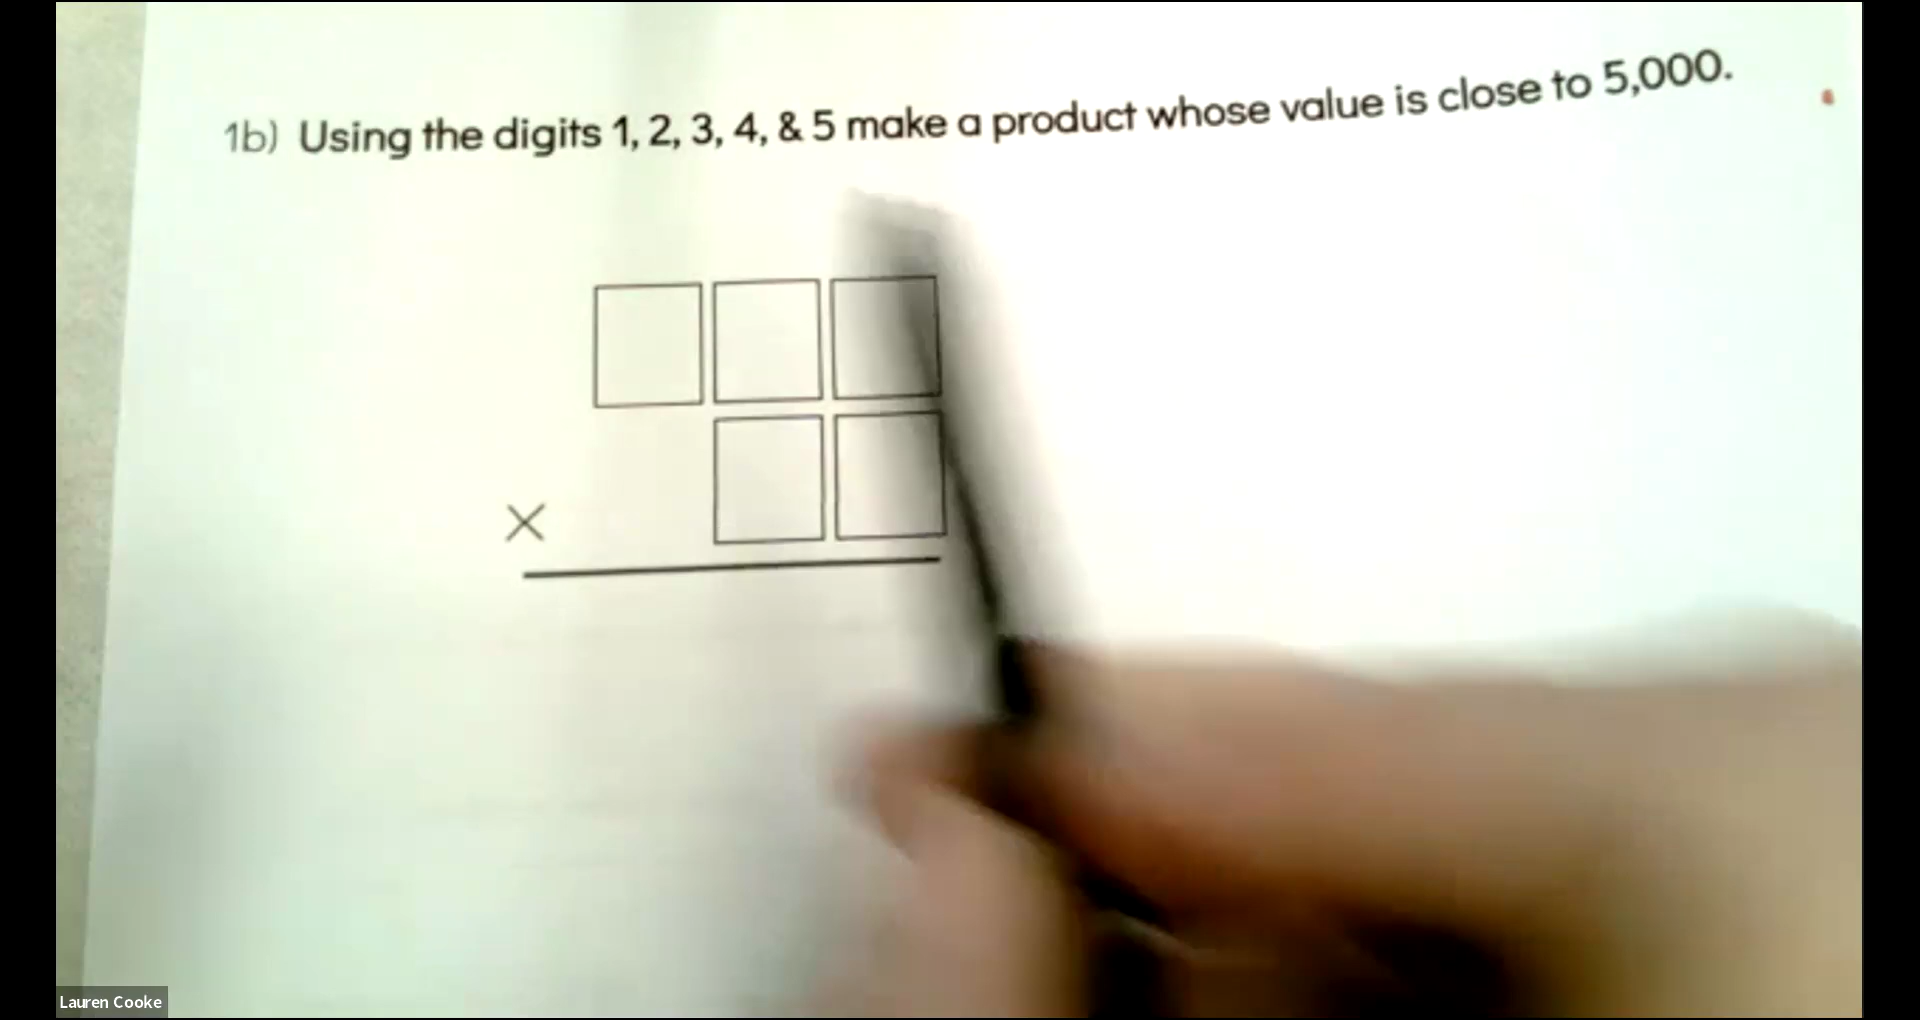 1b) Using the digits 1, 2, 3, 4, & 5 make a product whose value is close to 5,000.
×
Lauren Cooke